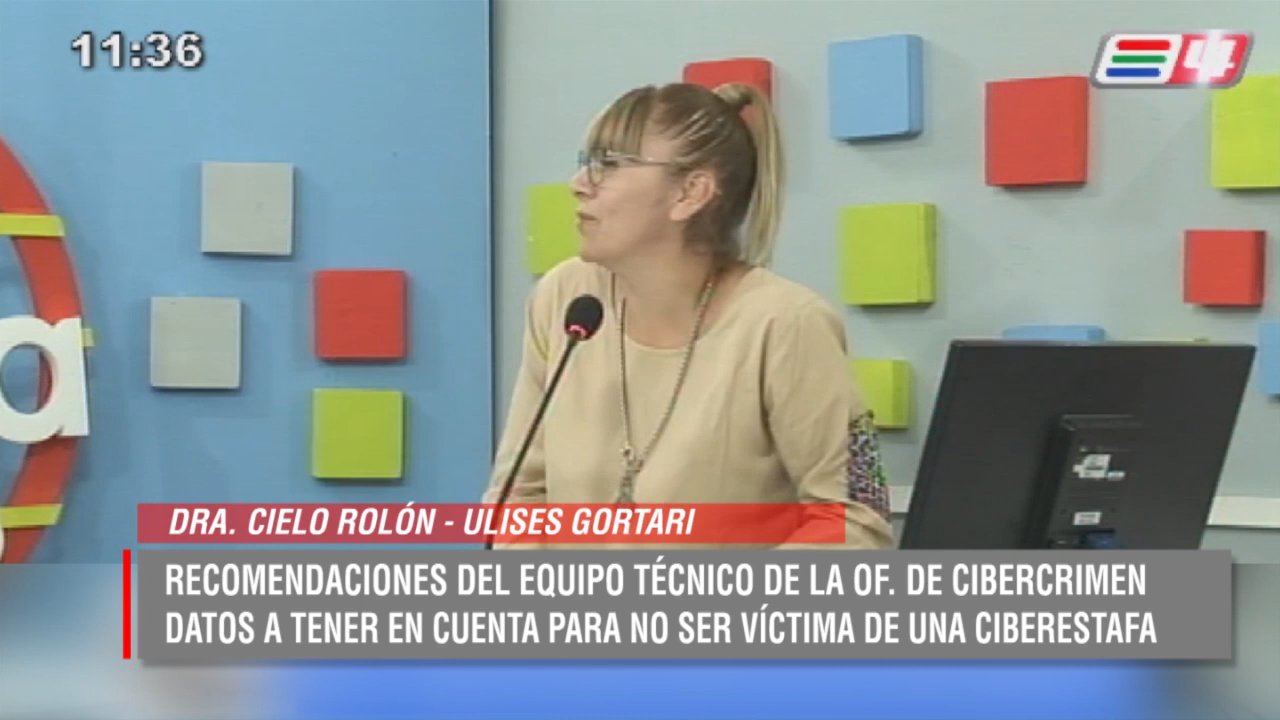 11:36
4
a
DRA. CIELO ROLÓN - ULISES GORTARI
RECOMENDACIONES DEL EQUIPO TÉCNICO DE LA OF. DE CIBERCRIMEN
DATOS A TENER EN CUENTA PARA NO SER VÍCTIMA DE UNA CIBERESTAFA